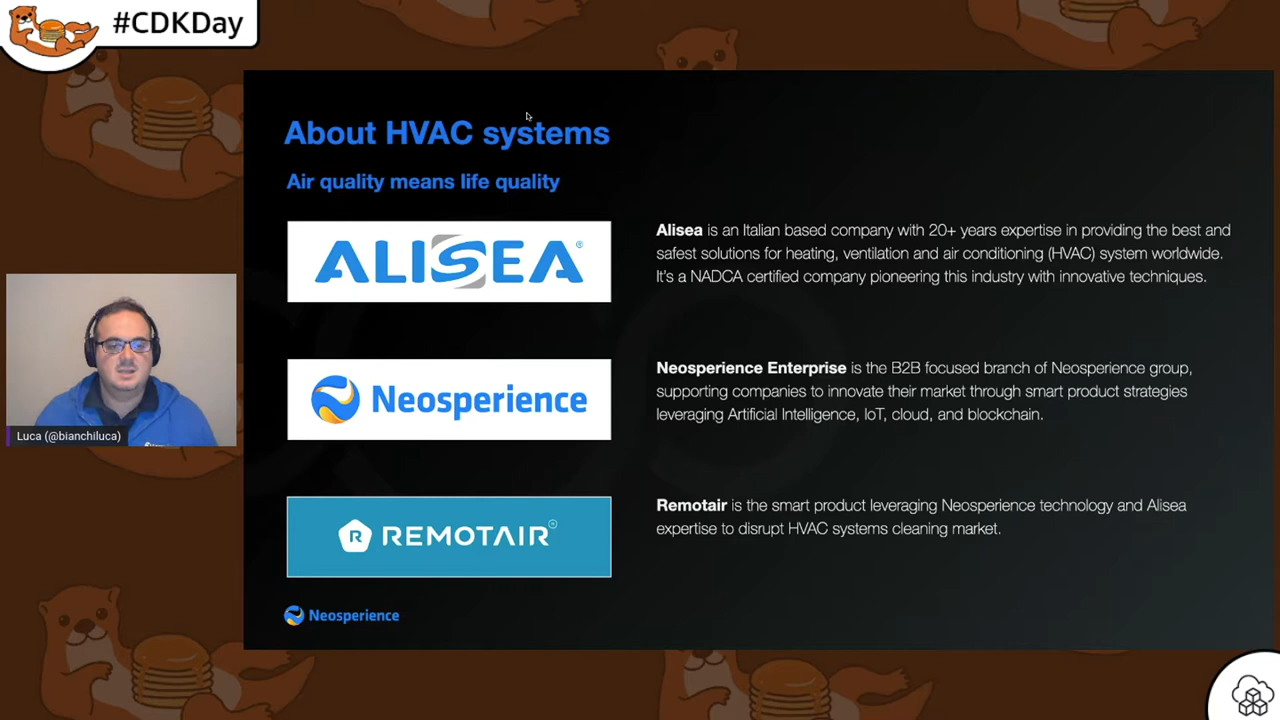 #CDKDay
About HVAC systems
Air quality means life quality
ALISEA®
Alisea is an Italian based company with 20+ years expertise in providing the best and
safest solutions for heating, ventilation and air conditioning (HVAC) system worldwide.
It's a NADCA certified company pioneering this industry with innovative techniques.
Neosperience
Neosperience Enterprise is the B2B focused branch of Neosperience group,
supporting companies to innovate their market through smart product strategies
leveraging Artificial Intelligence, IoT, cloud, and blockchain.
R REMOTAIR®
Remotair is the smart product leveraging Neosperience technology and Alisea
expertise to disrupt HVAC systems cleaning market.
Neosperience
Luca (@bianchiluca)